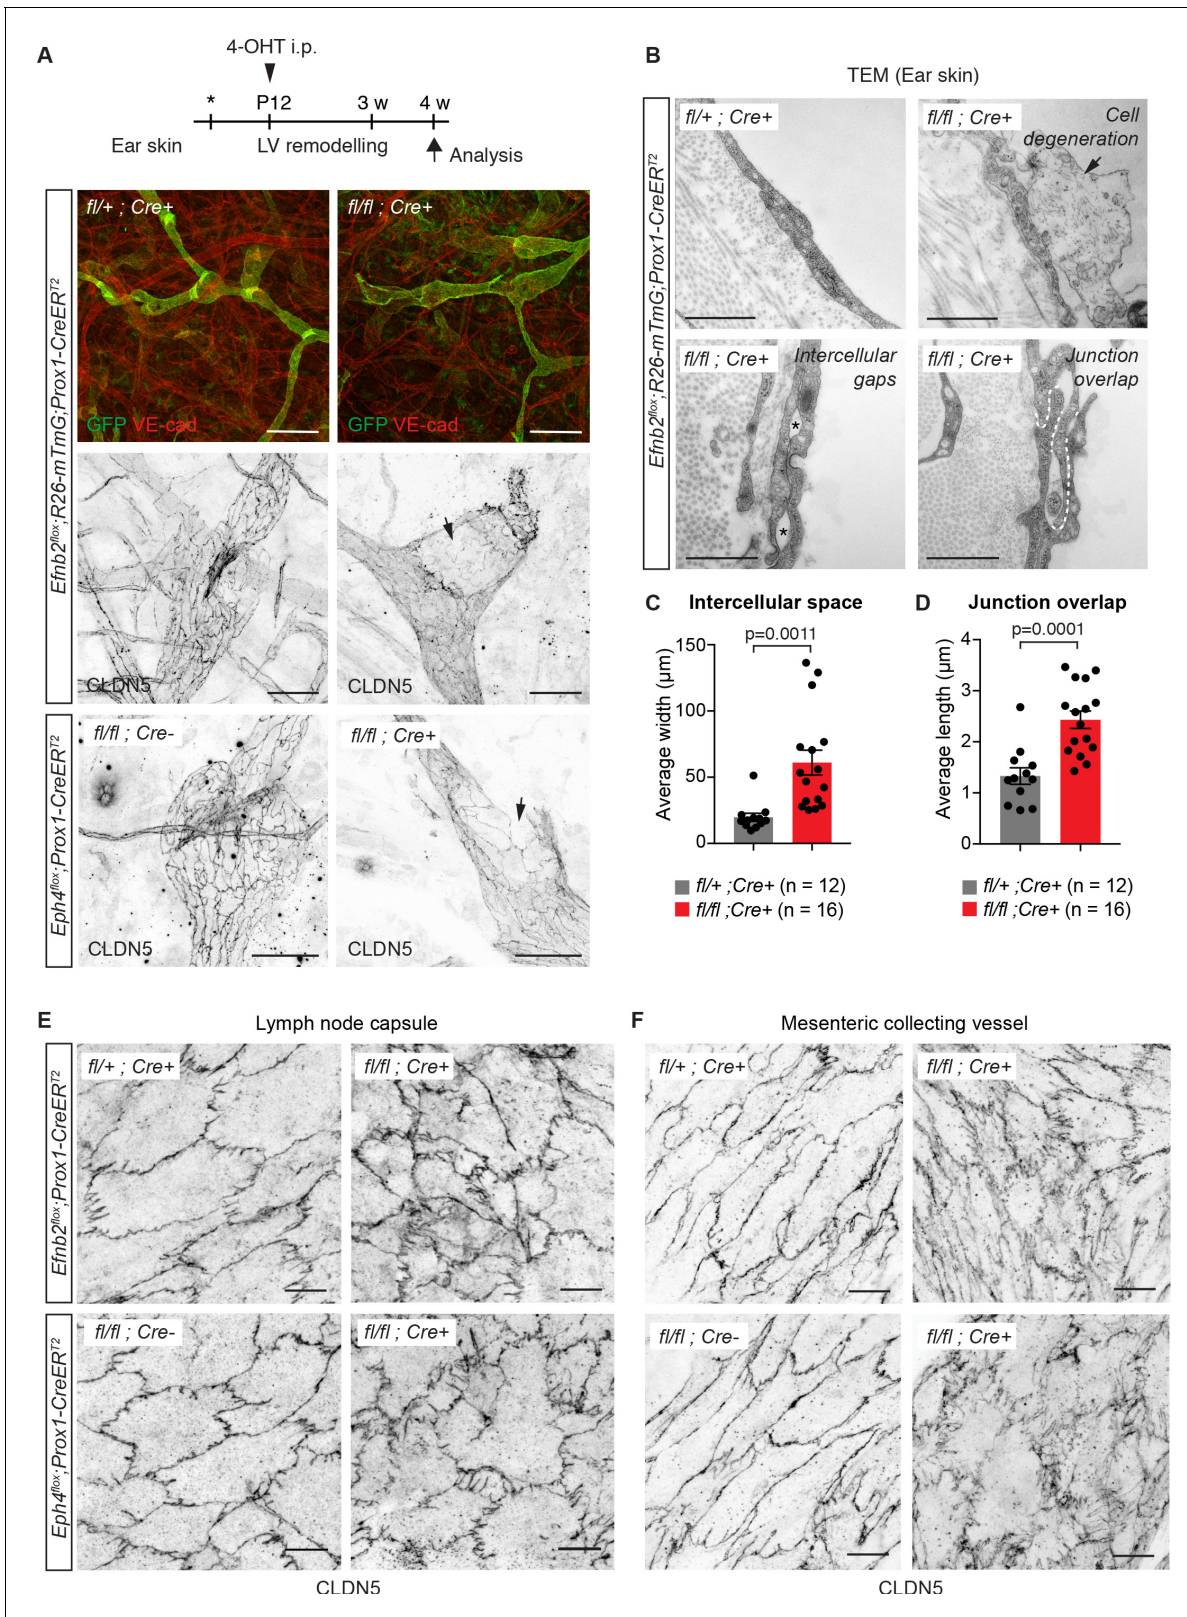 A
4-OHT i.p.
* P12 3 w 4 w
Ear skin LV remodelling Analysis
Efnb2flox;R26-mTmG;Prox1-CreERT2
fl/+ ; Cre+
fl/fl ; Cre+
GFP VE-cad
CLDN5
CLDN5
Eph4flox;Prox1-CreERT2
fl/fl ; Cre-
fl/fl ; Cre+
CLDN5
CLDN5
B
TEM (Ear skin)
Efnb2flox;R26-mTmG;Prox1-CreERT2
fl/+ ; Cre+
fl/fl ; Cre+
Cell
degeneration
fl/fl ; Cre+
Intercellular
gaps
*
*
fl/fl ; Cre+
Junction
overlap
C Intercellular space
p=0.0011
Average width (µm)
150
100
50
0
fl/+ ;Cre+ (n = 12)
fl/fl ;Cre+ (n = 16)
D Junction overlap
p=0.0001
Average length (µm)
4
3
2
1
0
fl/+ ;Cre+ (n = 12)
fl/fl ;Cre+ (n = 16)
E
Lymph node capsule
Efnb2flox;Prox1-CreERT2
fl/+ ; Cre+
fl/fl ; Cre+
Eph4flox;Prox1-CreERT2
fl/fl ; Cre-
fl/fl ; Cre+
CLDN5
F
Mesenteric collecting vessel
fl/+ ; Cre+
fl/fl ; Cre+
fl/fl ; Cre-
fl/fl ; Cre+
CLDN5